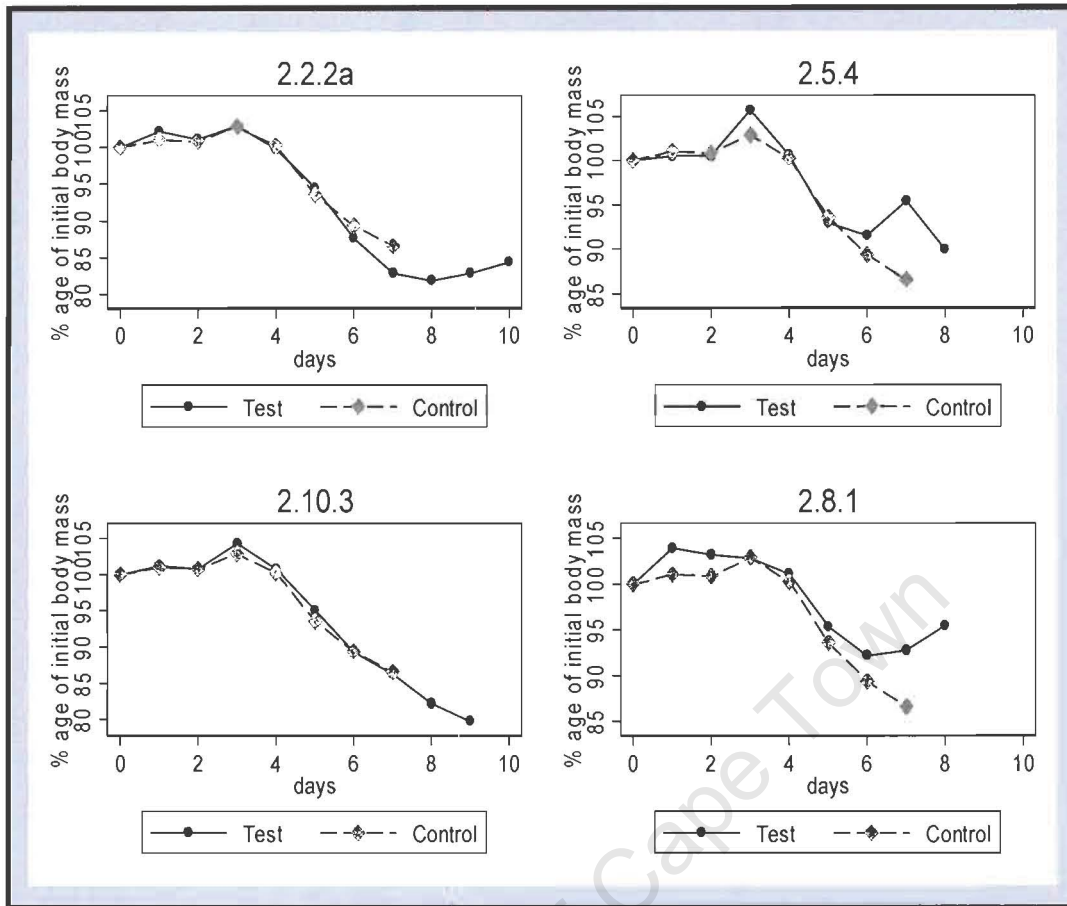 2.2.2a
% age of initial body mass
80 85 90 95 100 105
0 2 4 6 8 10
days
Test Control
2.5.4
% age of initial body mass
85 90 95 100 105
0 2 4 6 8 10
days
Test Control
2.10.3
% age of initial body mass
80 85 90 95 100 105
0 2 4 6 8 10
days
Test Control
2.8.1
% age of initial body mass
85 90 95 100 105
0 2 4 6 8 10
days
Test Control
Cape Town